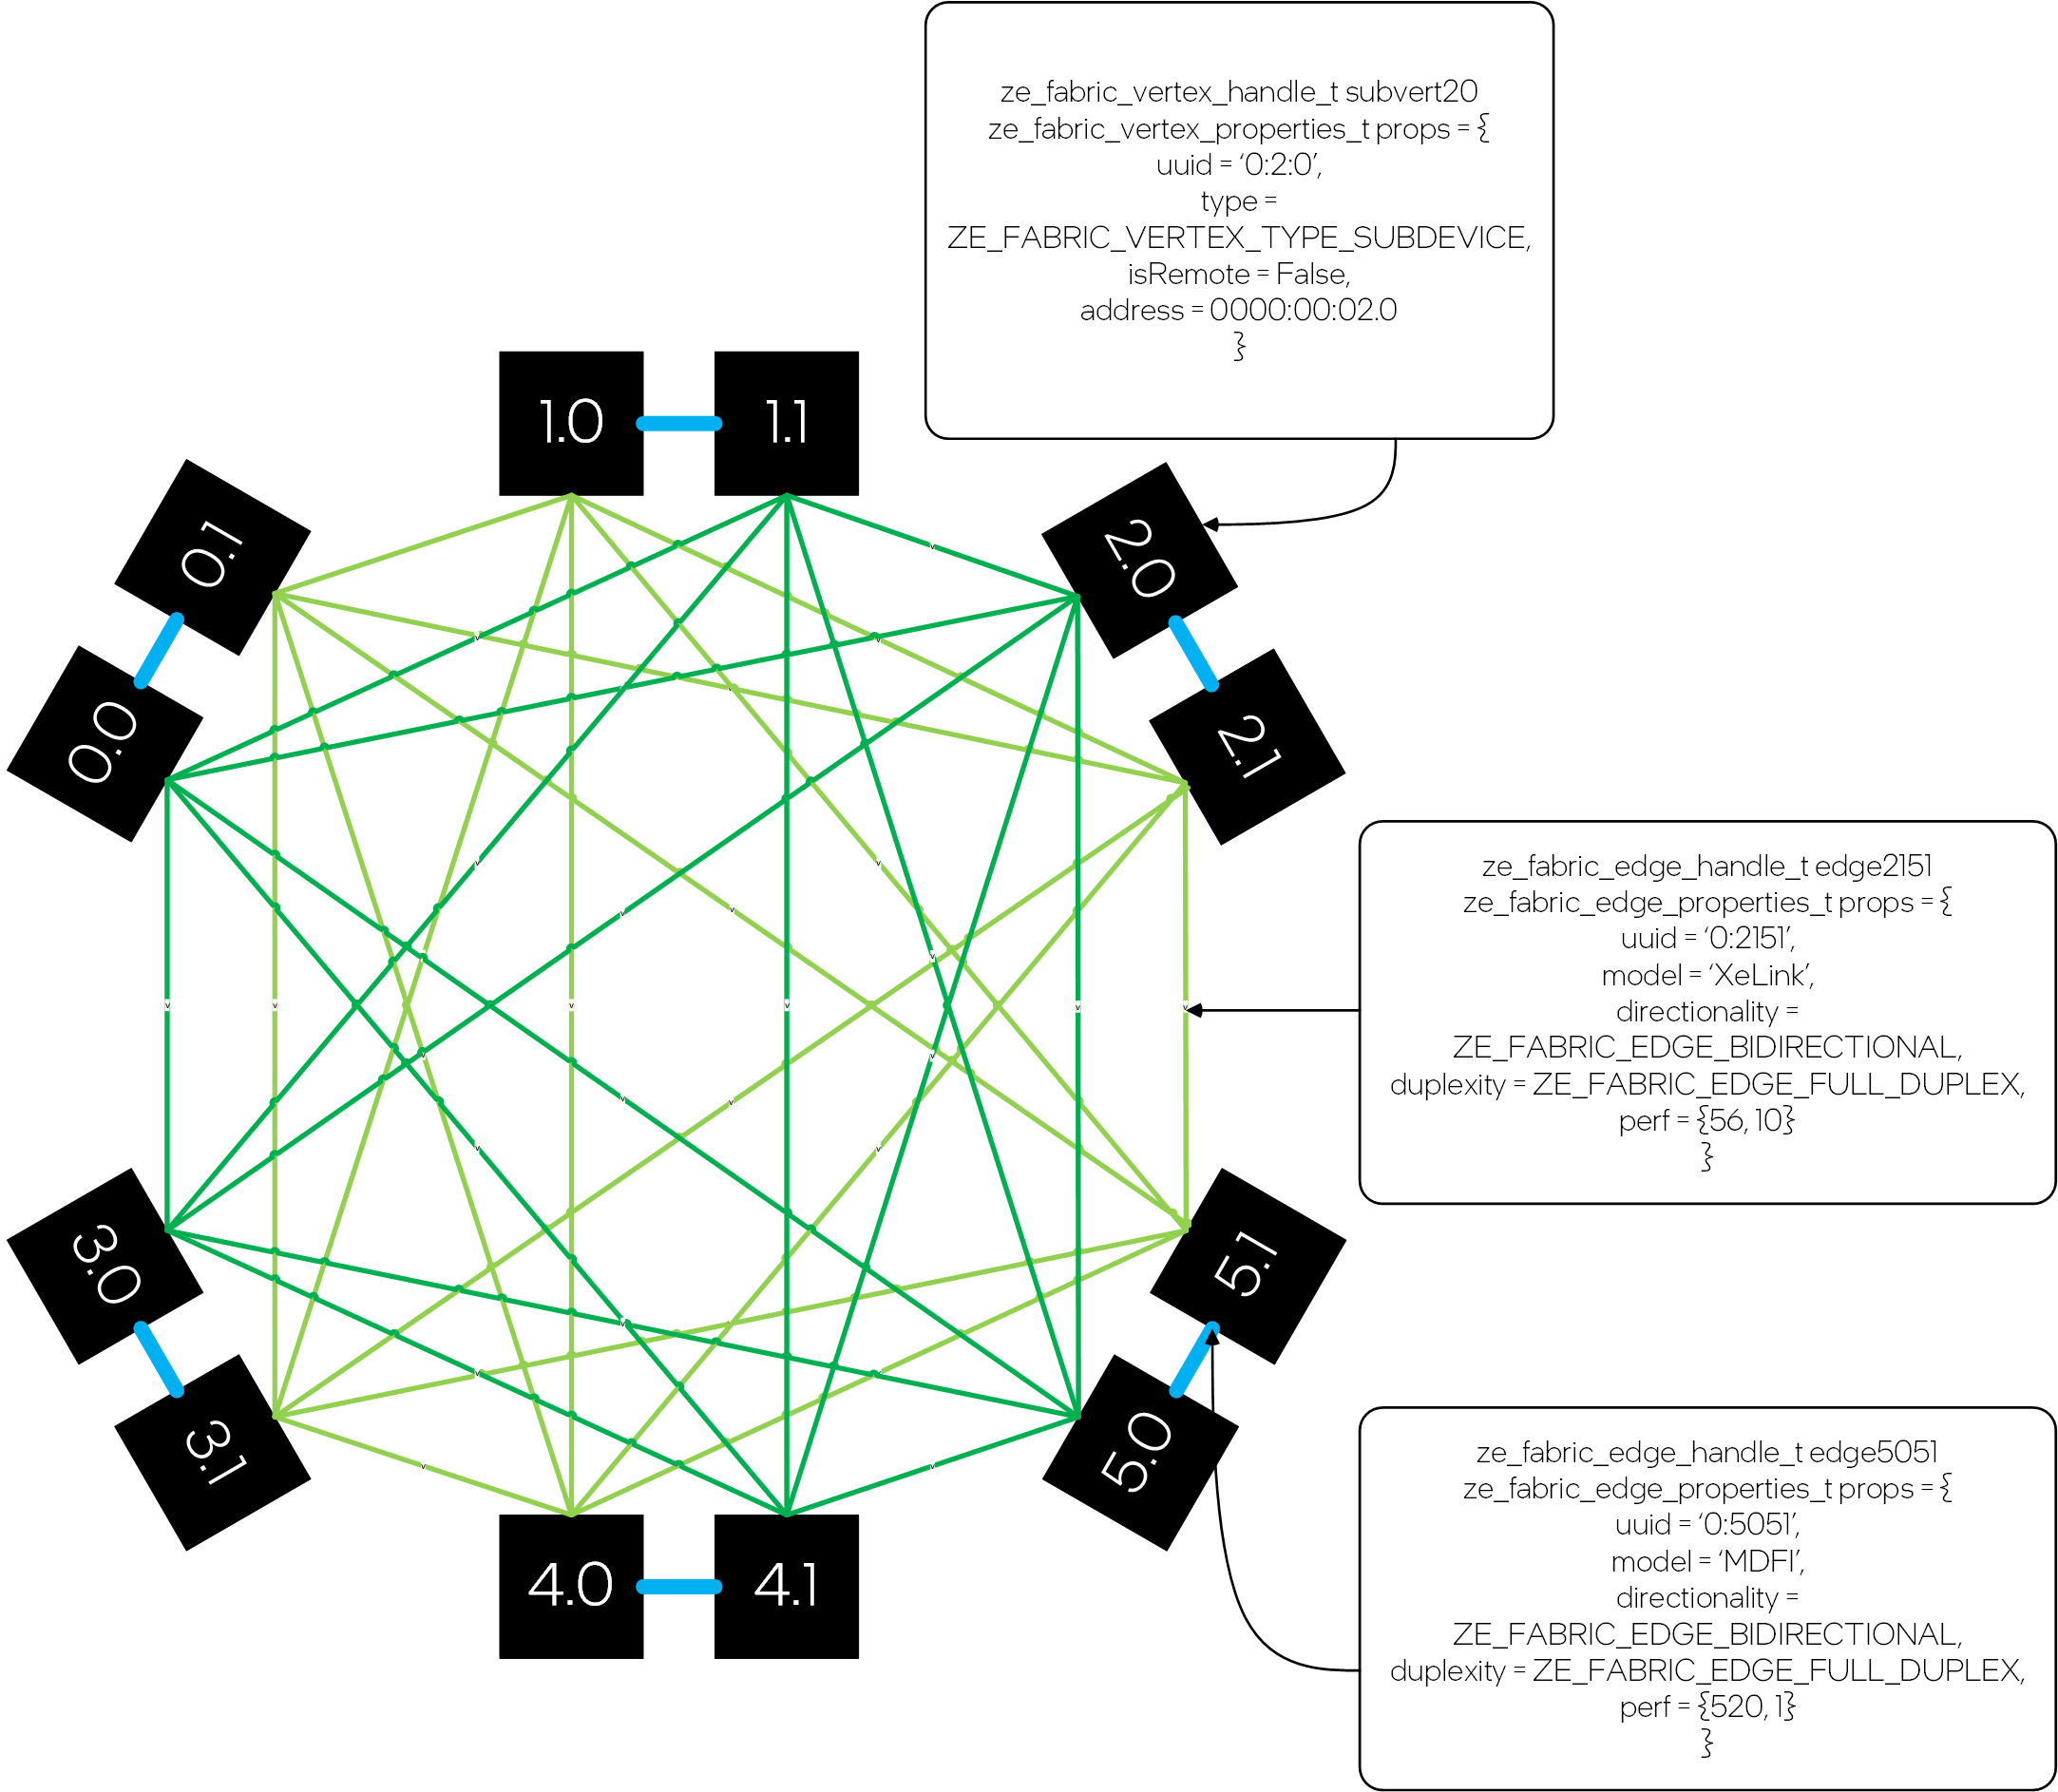 ze_fabric_vertex_handle_t subvert20
ze_fabric_vertex_properties_t props = {
uuid = ‘0:2:0’,
type =
ZE_FABRIC_VERTEX_TYPE_SUBDEVICE,
isRemote = False,
address = 0000:00:02.0
}
1.0
1.1
0.1
2.0
0.0
2.1
ze_fabric_edge_handle_t edge2151
ze_fabric_edge_properties_t props = {
uuid = ‘0:2151’,
model = ‘XeLink’,
directionality =
ZE_FABRIC_EDGE_BIDIRECTIONAL,
duplexity = ZE_FABRIC_EDGE_FULL_DUPLEX,
perf = {56, 10}
}
3.0
5.1
3.1
5.0
4.0
4.1
ze_fabric_edge_handle_t edge5051
ze_fabric_edge_properties_t props = {
uuid = ‘0:5051’,
model = ‘MDFI’,
directionality =
ZE_FABRIC_EDGE_BIDIRECTIONAL,
duplexity = ZE_FABRIC_EDGE_FULL_DUPLEX,
perf = {520, 1}
}